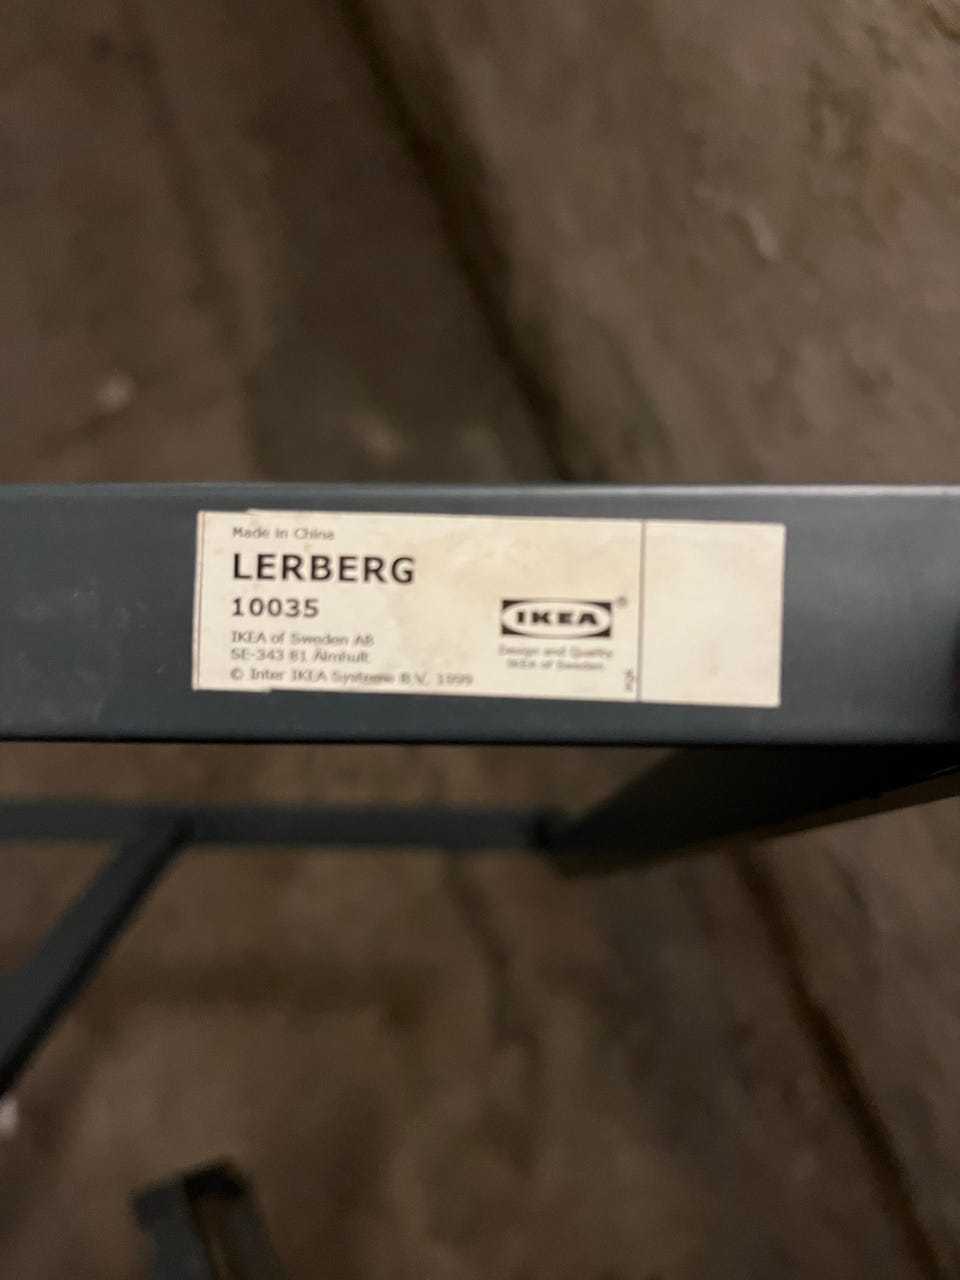 Made in China
LERBERG
10035
IKEA of Sweden AB
SE-343 81 Älmhult
© Inter IKEA Systems B.V. 1999
IKEA®
Design and Quality
IKEA of Sweden